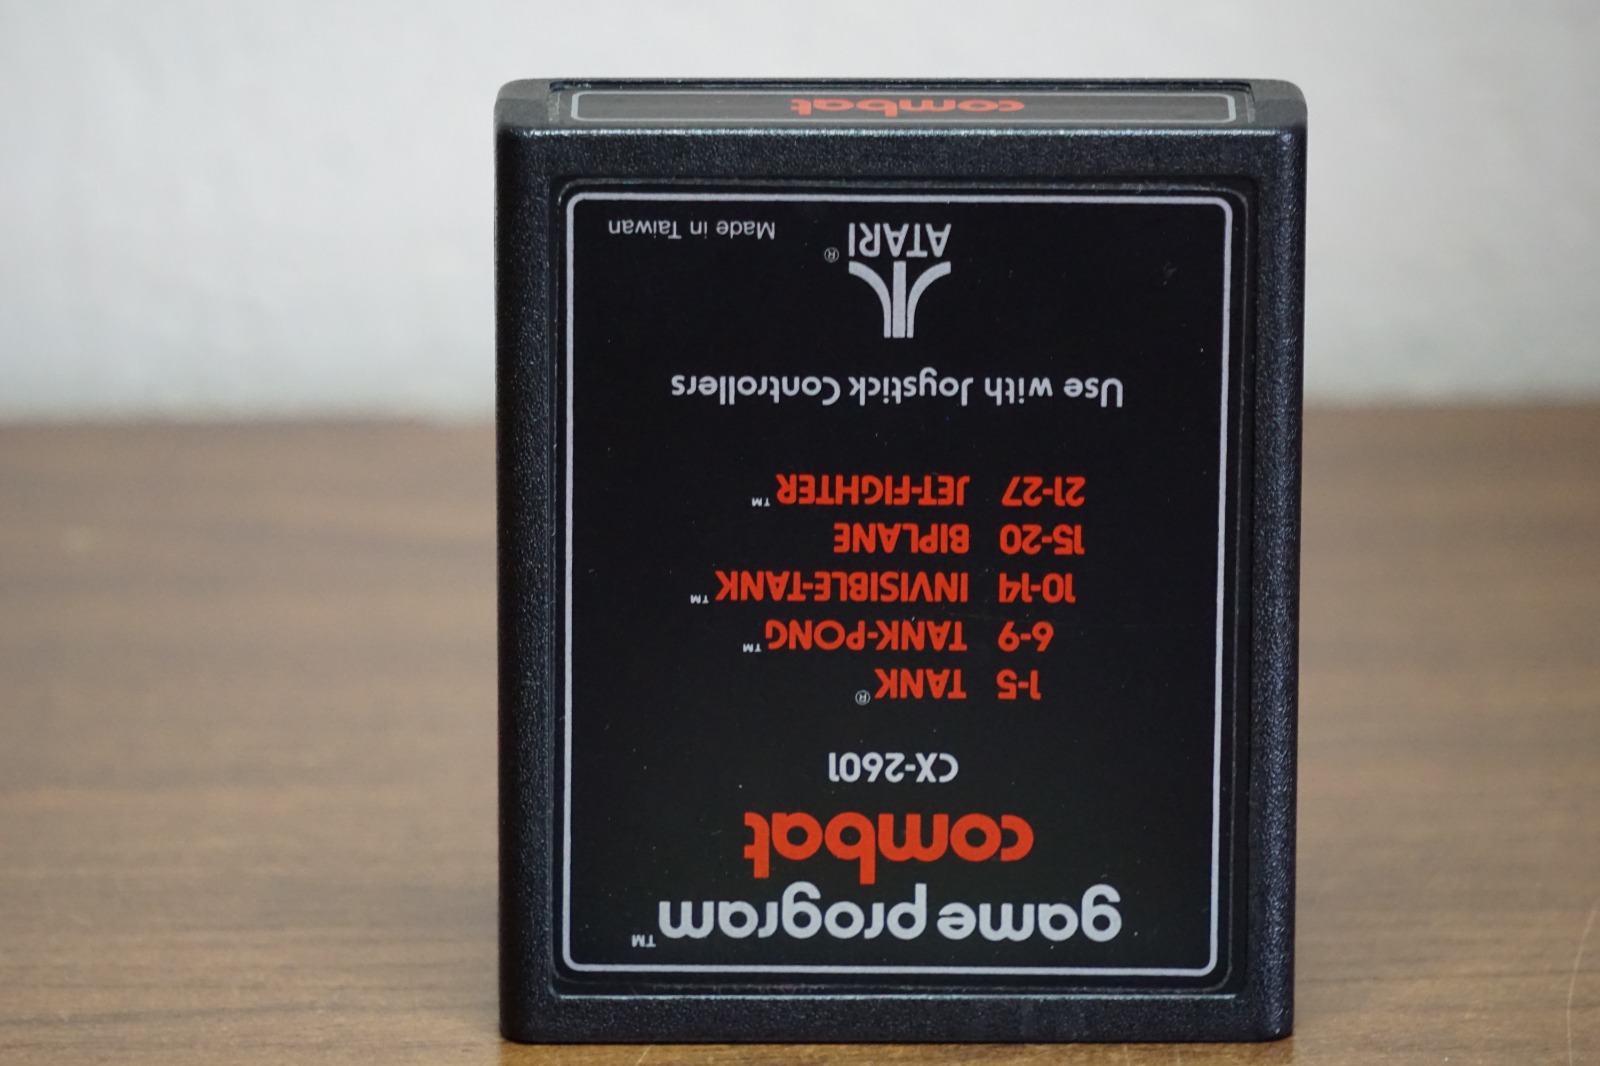 game program™
combat
CX-2601
1-5 TANK®
6-9 TANK-PONG™
10-14 INVISIBLE-TANK™
15-20 BIPLANE
21-27 JET-FIGHTER™
Use with Joystick Controllers
ATARI®
Made in Taiwan
combat